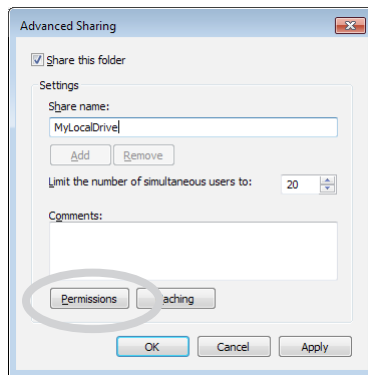 Advanced Sharing
Share this folder
Settings
Share name:
MyLocalDrive
Add Remove
Limit the number of simultaneous users to: 20
Comments:
Permissions aching
OK Cancel Apply